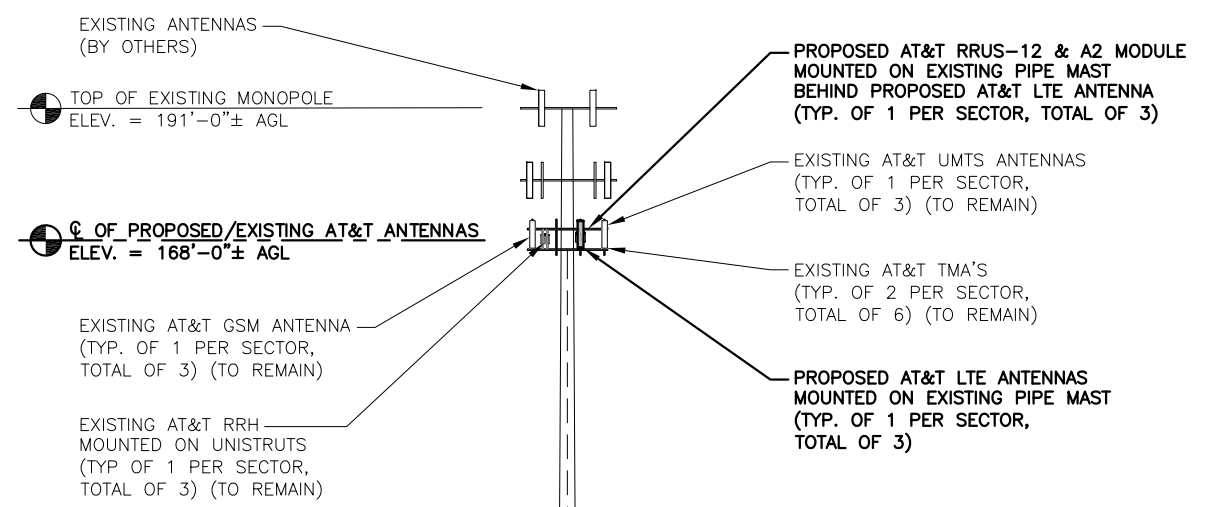 EXISTING ANTENNAS
(BY OTHERS)
TOP OF EXISTING MONOPOLE
ELEV. = 191'-0"± AGL
℄ OF PROPOSED/EXISTING AT&T ANTENNAS
ELEV. = 168'-0"± AGL
EXISTING AT&T GSM ANTENNA
(TYP. OF 1 PER SECTOR,
TOTAL OF 3) (TO REMAIN)
EXISTING AT&T RRH
MOUNTED ON UNISTRUTS
(TYP OF 1 PER SECTOR,
TOTAL OF 3) (TO REMAIN)
PROPOSED AT&T RRUS-12 & A2 MODULE
MOUNTED ON EXISTING PIPE MAST
BEHIND PROPOSED AT&T LTE ANTENNA
(TYP. OF 1 PER SECTOR, TOTAL OF 3)
EXISTING AT&T UMTS ANTENNAS
(TYP. OF 1 PER SECTOR,
TOTAL OF 3) (TO REMAIN)
EXISTING AT&T TMA'S
(TYP. OF 2 PER SECTOR,
TOTAL OF 6) (TO REMAIN)
PROPOSED AT&T LTE ANTENNAS
MOUNTED ON EXISTING PIPE MAST
(TYP. OF 1 PER SECTOR,
TOTAL OF 3)